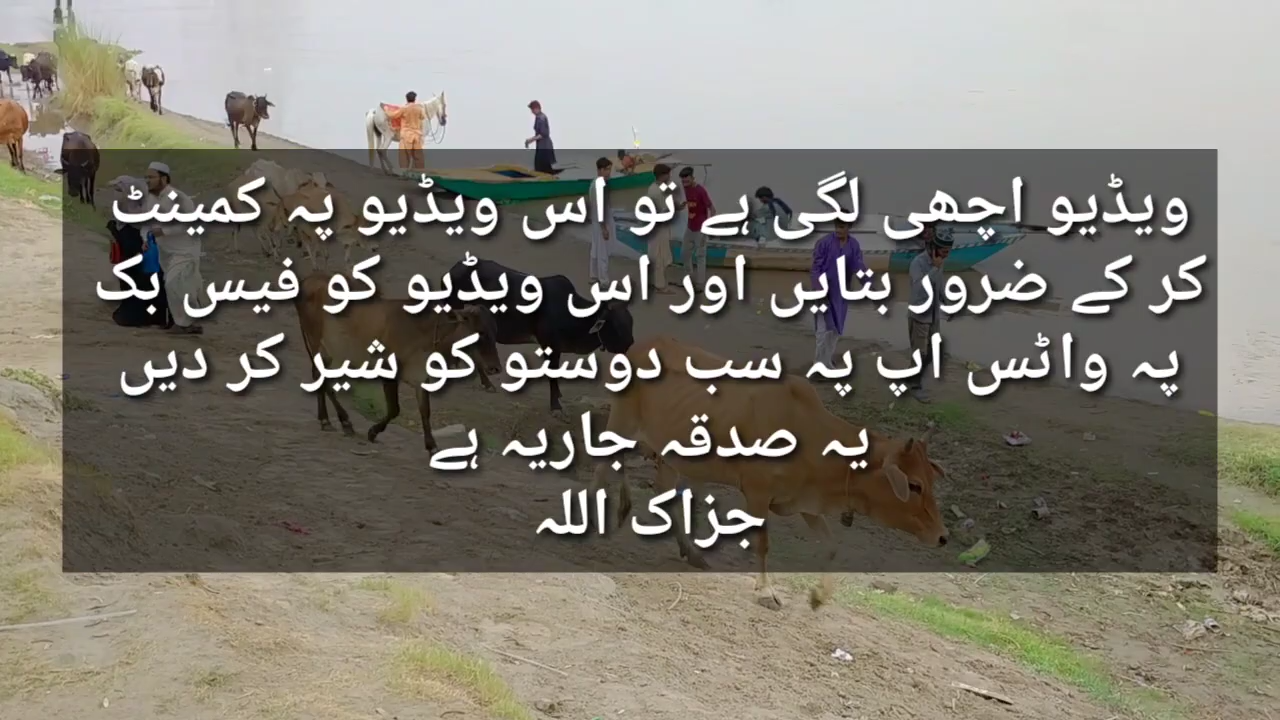 ویڈیو اچھی لگی ہے تو اس ویڈیو پہ کمینٹ
کر کے ضرور بتایں اور اس ویڈیو کو فیس بک
پہ واٹس اپ پہ سب دوستو کو شیر کر دیں
یہ صدقہ جاریہ ہے
جزاک اللہ